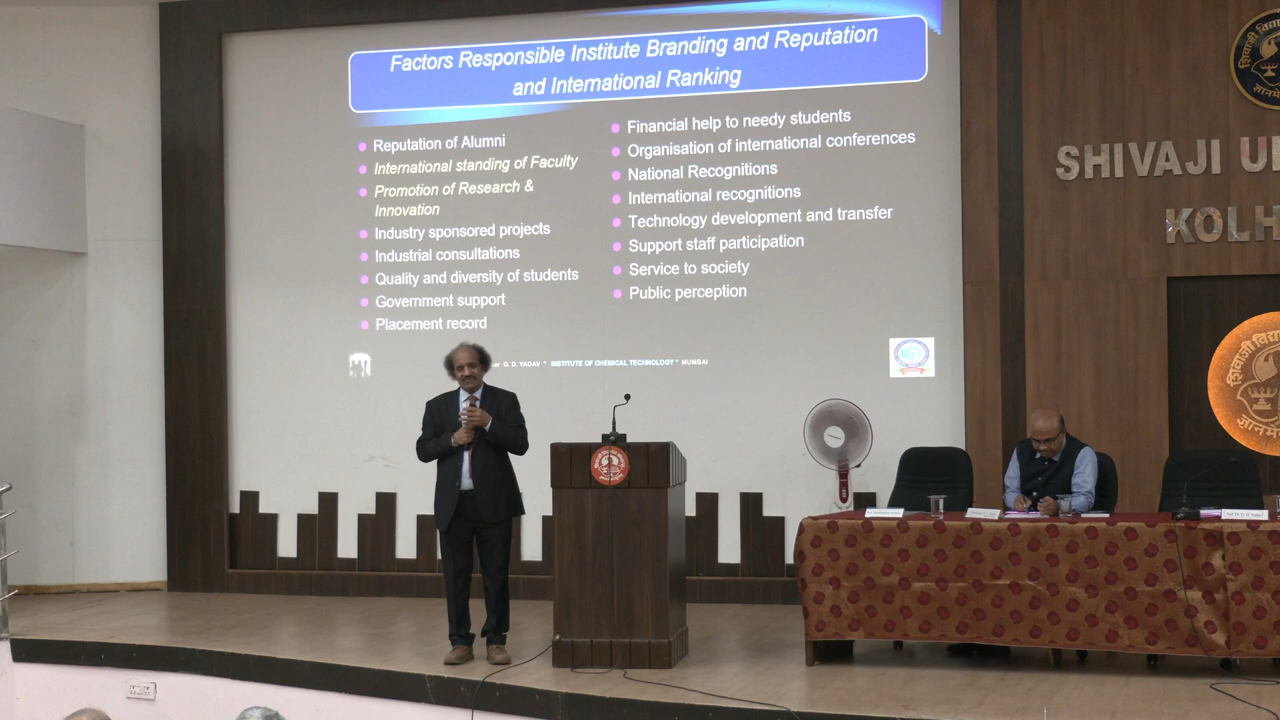 Factors Responsible Institute Branding and Reputation
and International Ranking
Reputation of Alumni
International standing of Faculty
Promotion of Research &
Innovation
Industry sponsored projects
Industrial consultations
Quality and diversity of students
Government support
Placement record
Financial help to needy students
Organisation of international conferences
National Recognitions
International recognitions
Technology development and transfer
Support staff participation
Service to society
Public perception
G. D. YADAV * INSTITUTE OF CHEMICAL TECHNOLOGY * MUMBAI
SHIVAJI
KOLH